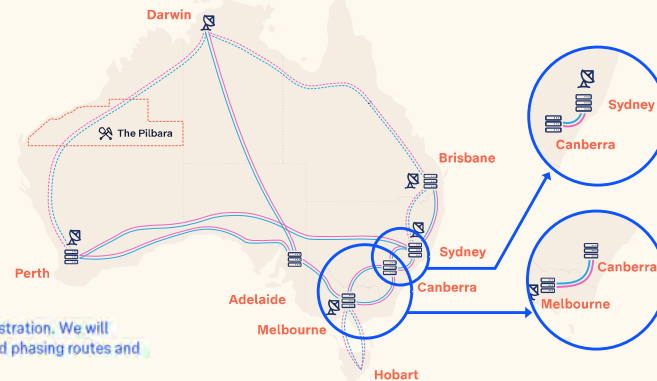 Darwin
The Pilbara
Brisbane
Sydney
Canberra
Perth
Adelaide
Melbourne
Hobart
Sydney
Canberra
Canberra
Melbourne
stration. We will
d phasing routes and